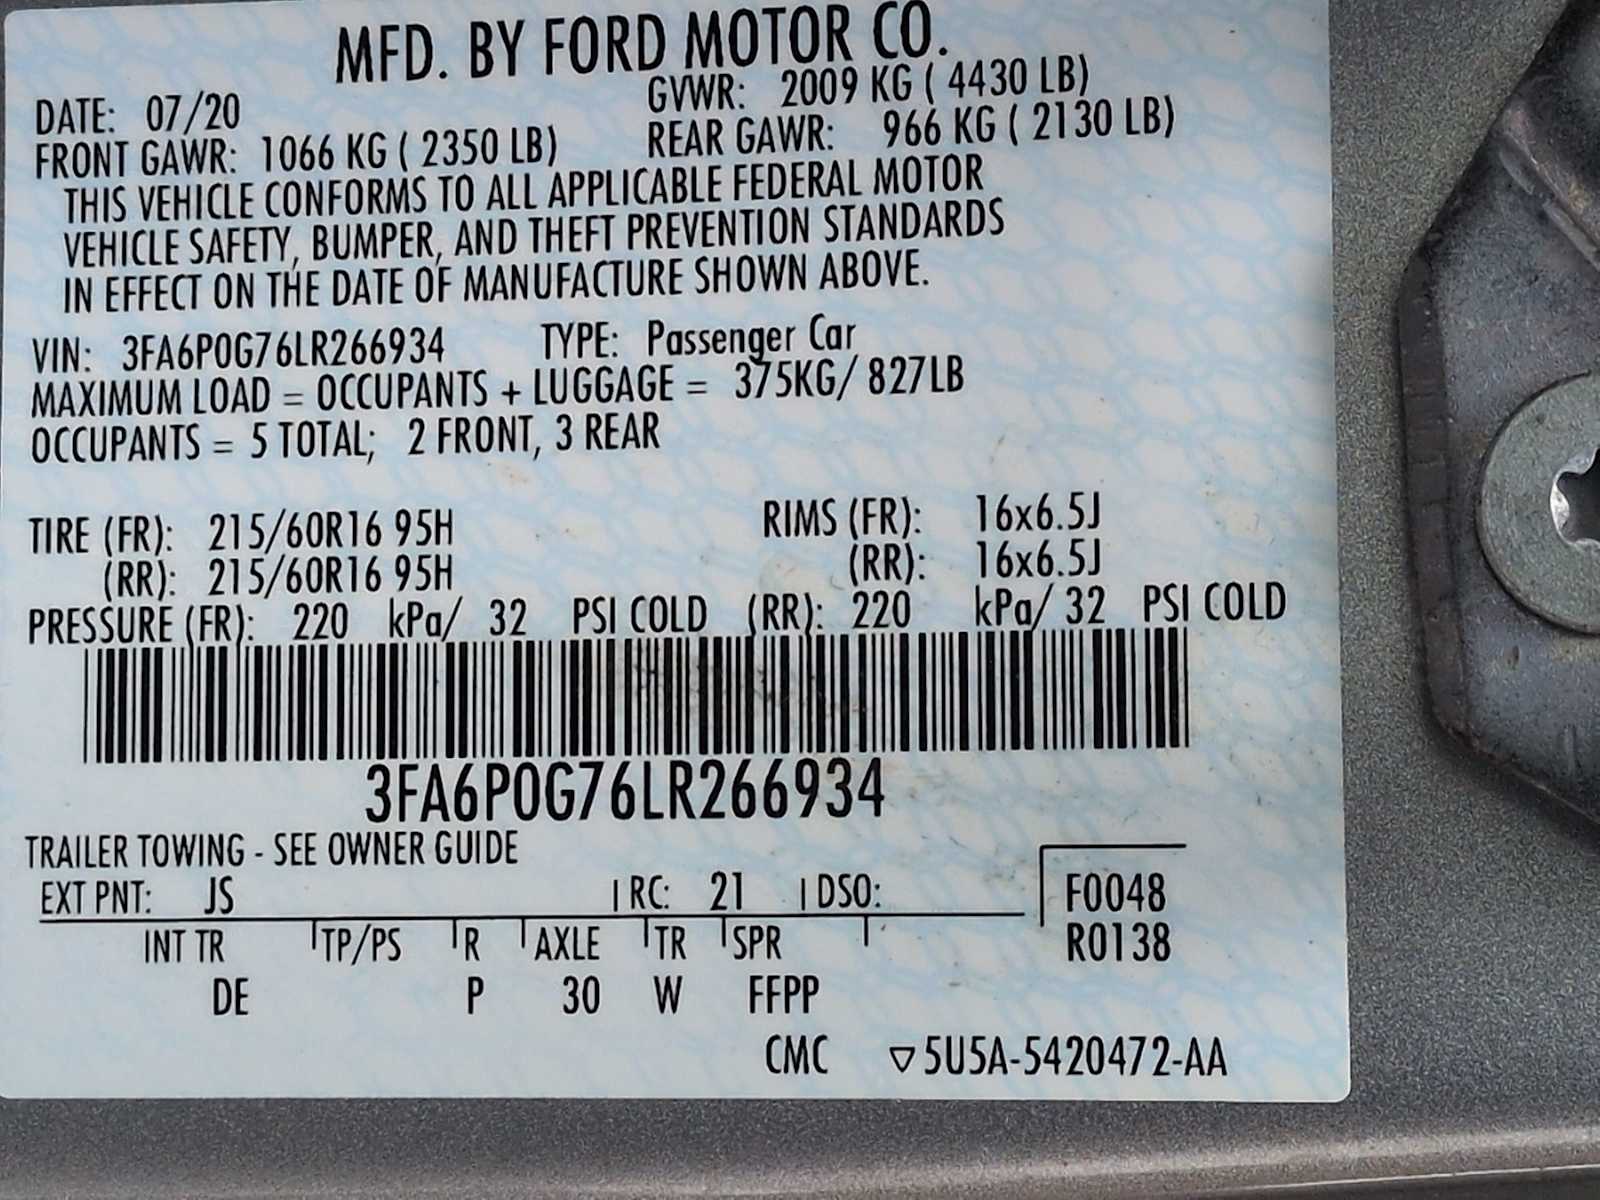 MFD. BY FORD MOTOR CO.
DATE: 07/20 GVWR: 2009 KG ( 4430 LB)
FRONT GAWR: 1066 KG ( 2350 LB) REAR GAWR: 966 KG ( 2130 LB)
THIS VEHICLE CONFORMS TO ALL APPLICABLE FEDERAL MOTOR
VEHICLE SAFETY, BUMPER, AND THEFT PREVENTION STANDARDS
IN EFFECT ON THE DATE OF MANUFACTURE SHOWN ABOVE.
VIN: 3FA6P0G76LR266934 TYPE: Passenger Car
MAXIMUM LOAD = OCCUPANTS + LUGGAGE = 375KG/ 827LB
OCCUPANTS = 5 TOTAL; 2 FRONT, 3 REAR
TIRE (FR): 215/60R16 95H RIMS (FR): 16x6.5J
(RR): 215/60R16 95H (RR): 16x6.5J
PRESSURE (FR): 220 kPa/ 32 PSI COLD (RR): 220 kPa/ 32 PSI COLD
3FA6P0G76LR266934
TRAILER TOWING - SEE OWNER GUIDE
EXT PNT: JS RC: 21 DSO: F0048
INT TR TP/PS R AXLE TR SPR R0138
DE P 30 W FFPP
CMC ▽5U5A-5420472-AA